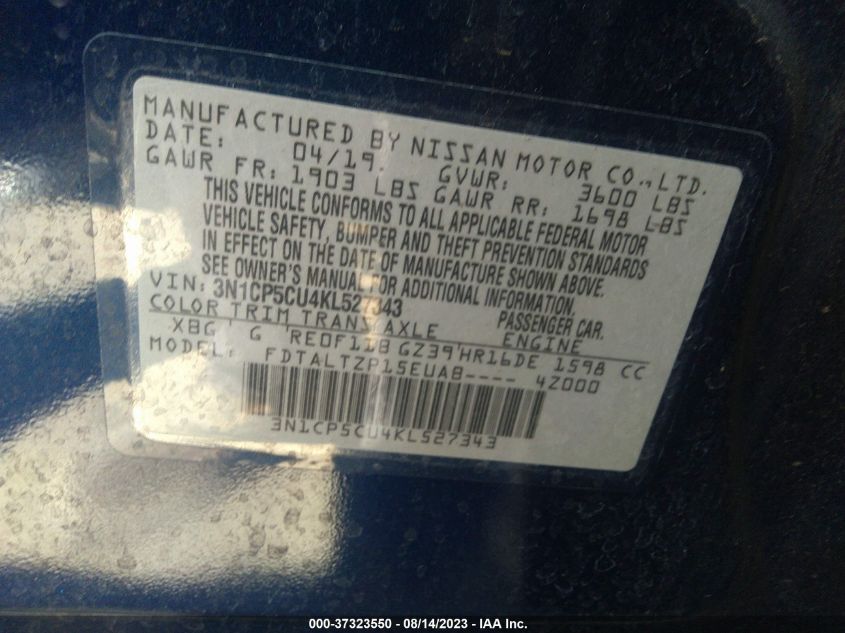 MANUFACTURED BY NISSAN MOTOR CO., LTD.
DATE: 04/19 GVWR: 3600 LBS
GAWR FR: 1903 LBS GAWR RR: 1698 LBS
THIS VEHICLE CONFORMS TO ALL APPLICABLE FEDERAL MOTOR
VEHICLE SAFETY, BUMPER AND THEFT PREVENTION STANDARDS
IN EFFECT ON THE DATE OF MANUFACTURE SHOWN ABOVE.
SEE OWNER'S MANUAL FOR ADDITIONAL INFORMATION.
VIN: 3N1CP5CU4KL527343 PASSENGER CAR.
COLOR TRIM TRANS AXLE ENGINE
XBG G RE0F11B GZ39 HR16DE 1598 CC
MODEL: FDTALTZP15EUAB---- 4Z000
3N1CP5CU4KL527343
000-37323550 - 08/14/2023 - IAA Inc.